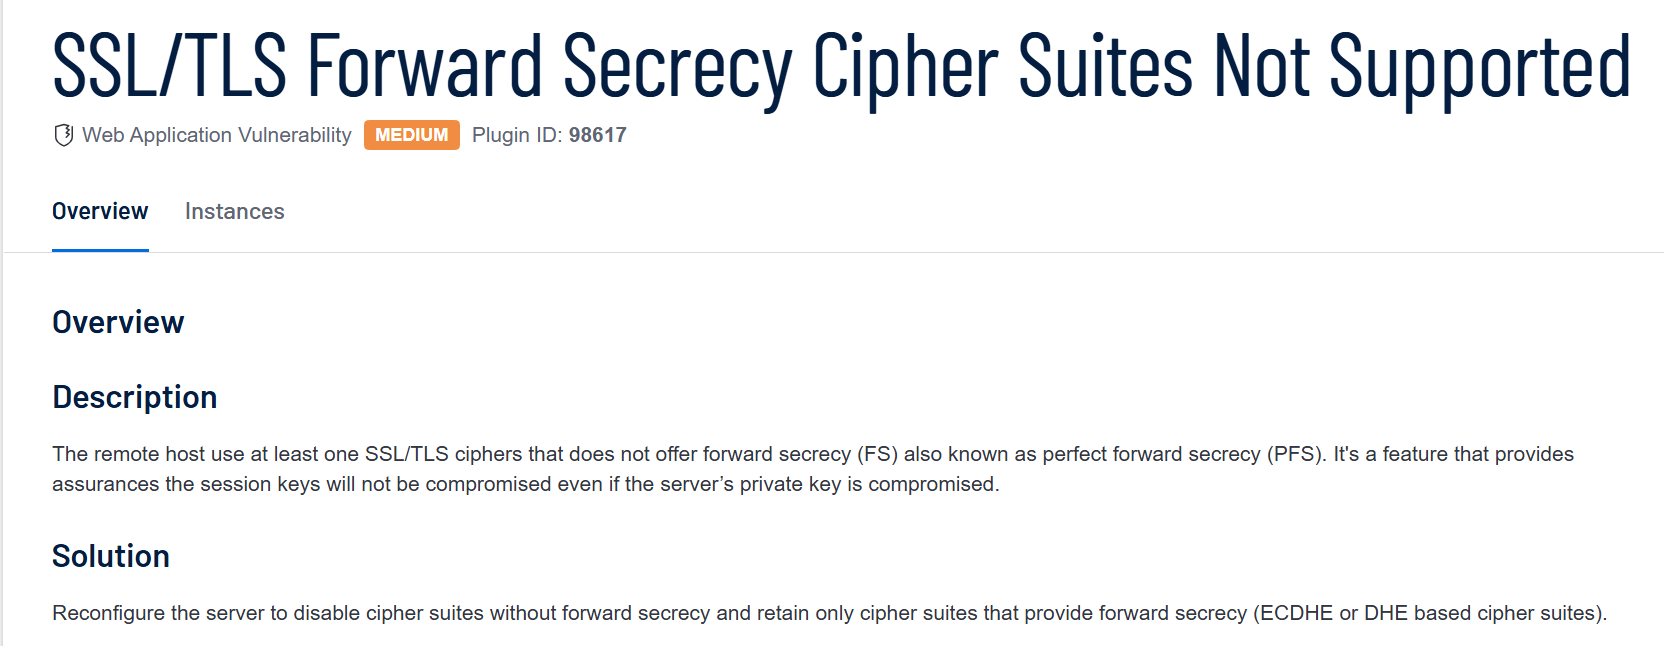 SSL/TLS Forward Secrecy Cipher Suites Not Supported
Web Application Vulnerability MEDIUM Plugin ID: 98617
Overview Instances
Overview
Description
The remote host use at least one SSL/TLS ciphers that does not offer forward secrecy (FS) also known as perfect forward secrecy (PFS). It's a feature that provides
assurances the session keys will not be compromised even if the server’s private key is compromised.
Solution
Reconfigure the server to disable cipher suites without forward secrecy and retain only cipher suites that provide forward secrecy (ECDHE or DHE based cipher suites).